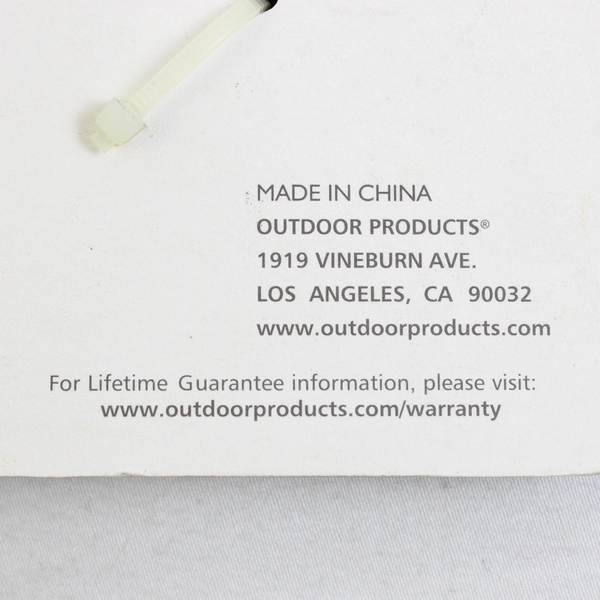 MADE IN CHINA
OUTDOOR PRODUCTS®
1919 VINEBURN AVE.
LOS ANGELES, CA 90032
www.outdoorproducts.com
For Lifetime Guarantee information, please visit:
www.outdoorproducts.com/warranty